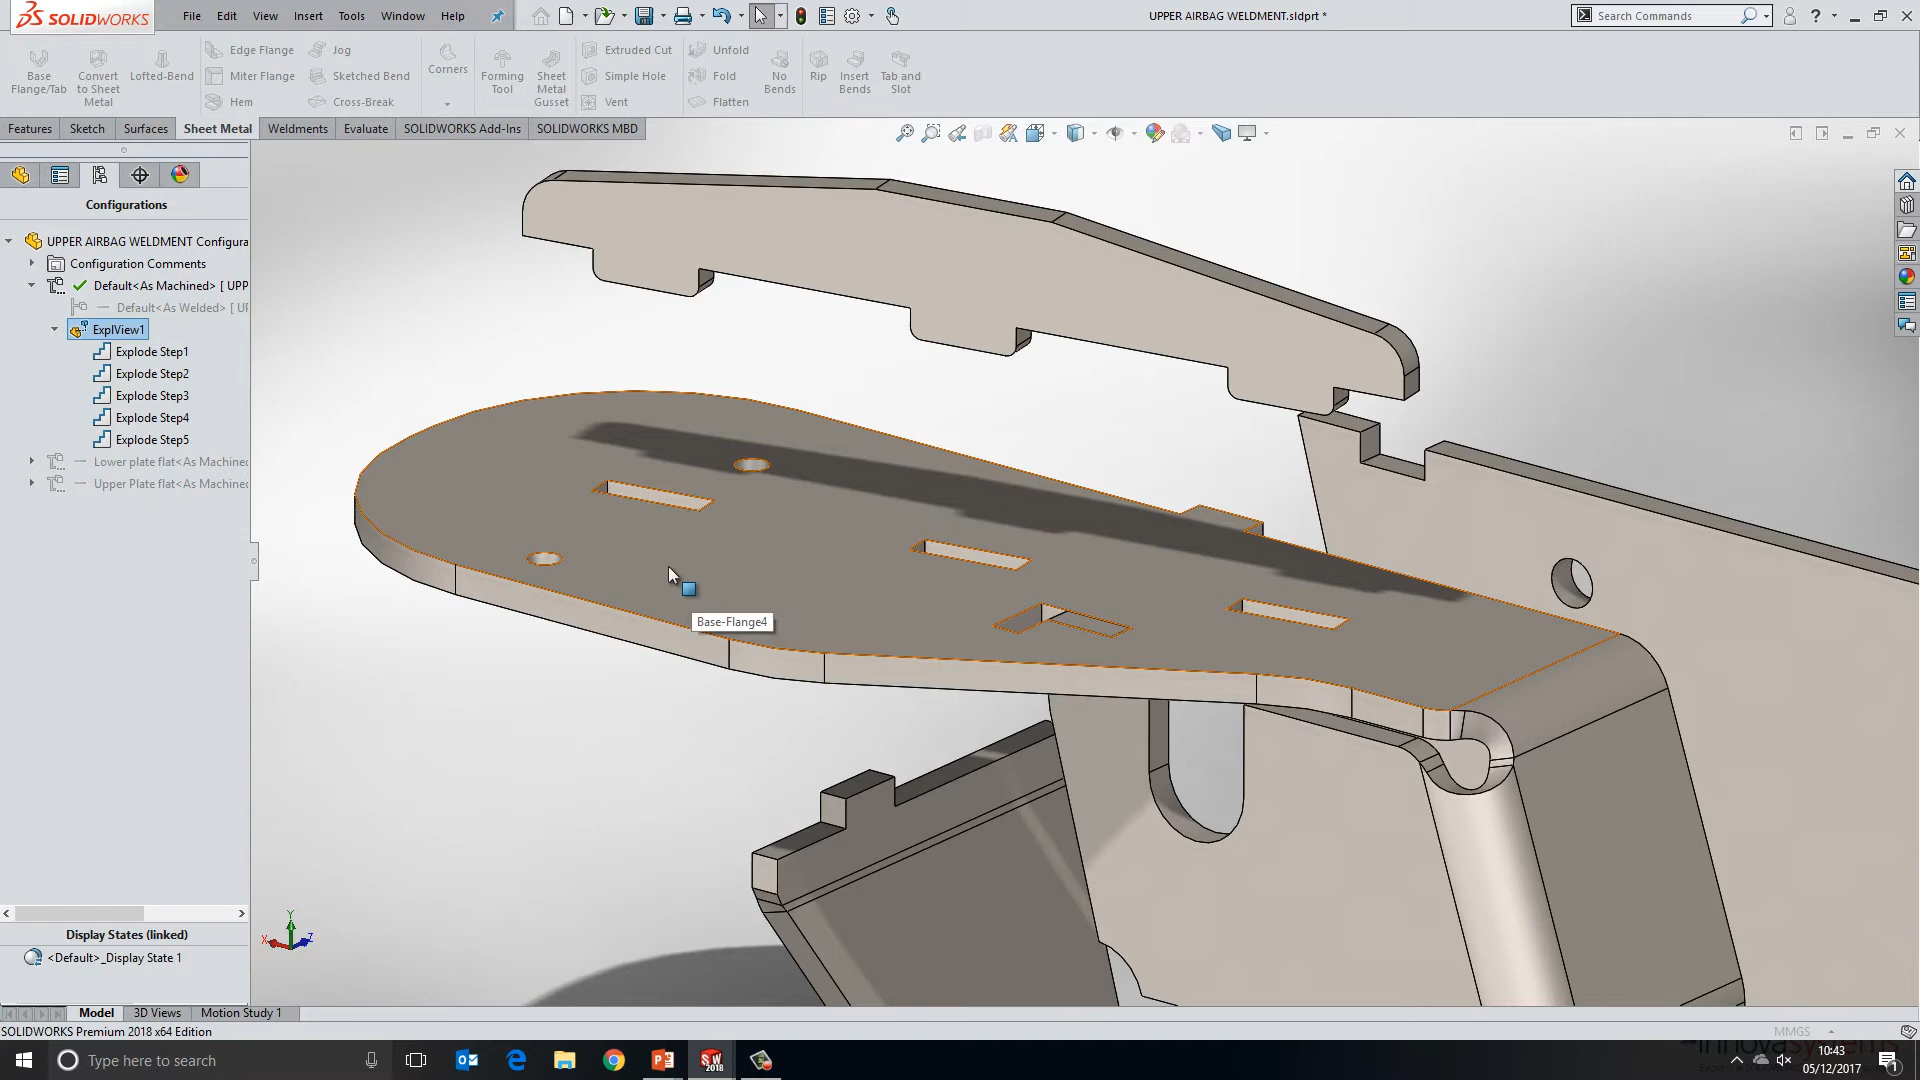 SOLIDWORKS File Edit View Insert Tools Window Help UPPER AIRBAG WELDMENT.sldprt * Search Commands
Edge Flange Jog Extruded Cut Unfold
Base Flange/Tab Convert to Sheet Metal Lofted-Bend Miter Flange Sketched Bend Corners Forming Tool Sheet Metal Gusset Simple Hole Fold No Bends Rip Insert Bends Tab and Slot
Hem Cross-Break Vent Flatten
Features Sketch Surfaces Sheet Metal Weldments Evaluate SOLIDWORKS Add-Ins SOLIDWORKS MBD
Configurations
UPPER AIRBAG WELDMENT Configura
Configuration Comments
Default<As Machined> [ UPP
Default<As Welded> [ UF
ExplView1
Explode Step1
Explode Step2
Explode Step3
Explode Step4
Explode Step5
Lower plate flat<As Machine
Upper Plate flat<As Machine
Base-Flange4
Y
X
Z
Display States (linked)
<Default>_Display State 1
Model 3D Views Motion Study 1
SOLIDWORKS Premium 2018 x64 Edition MMGS
Type here to search 10:43
05/12/2017